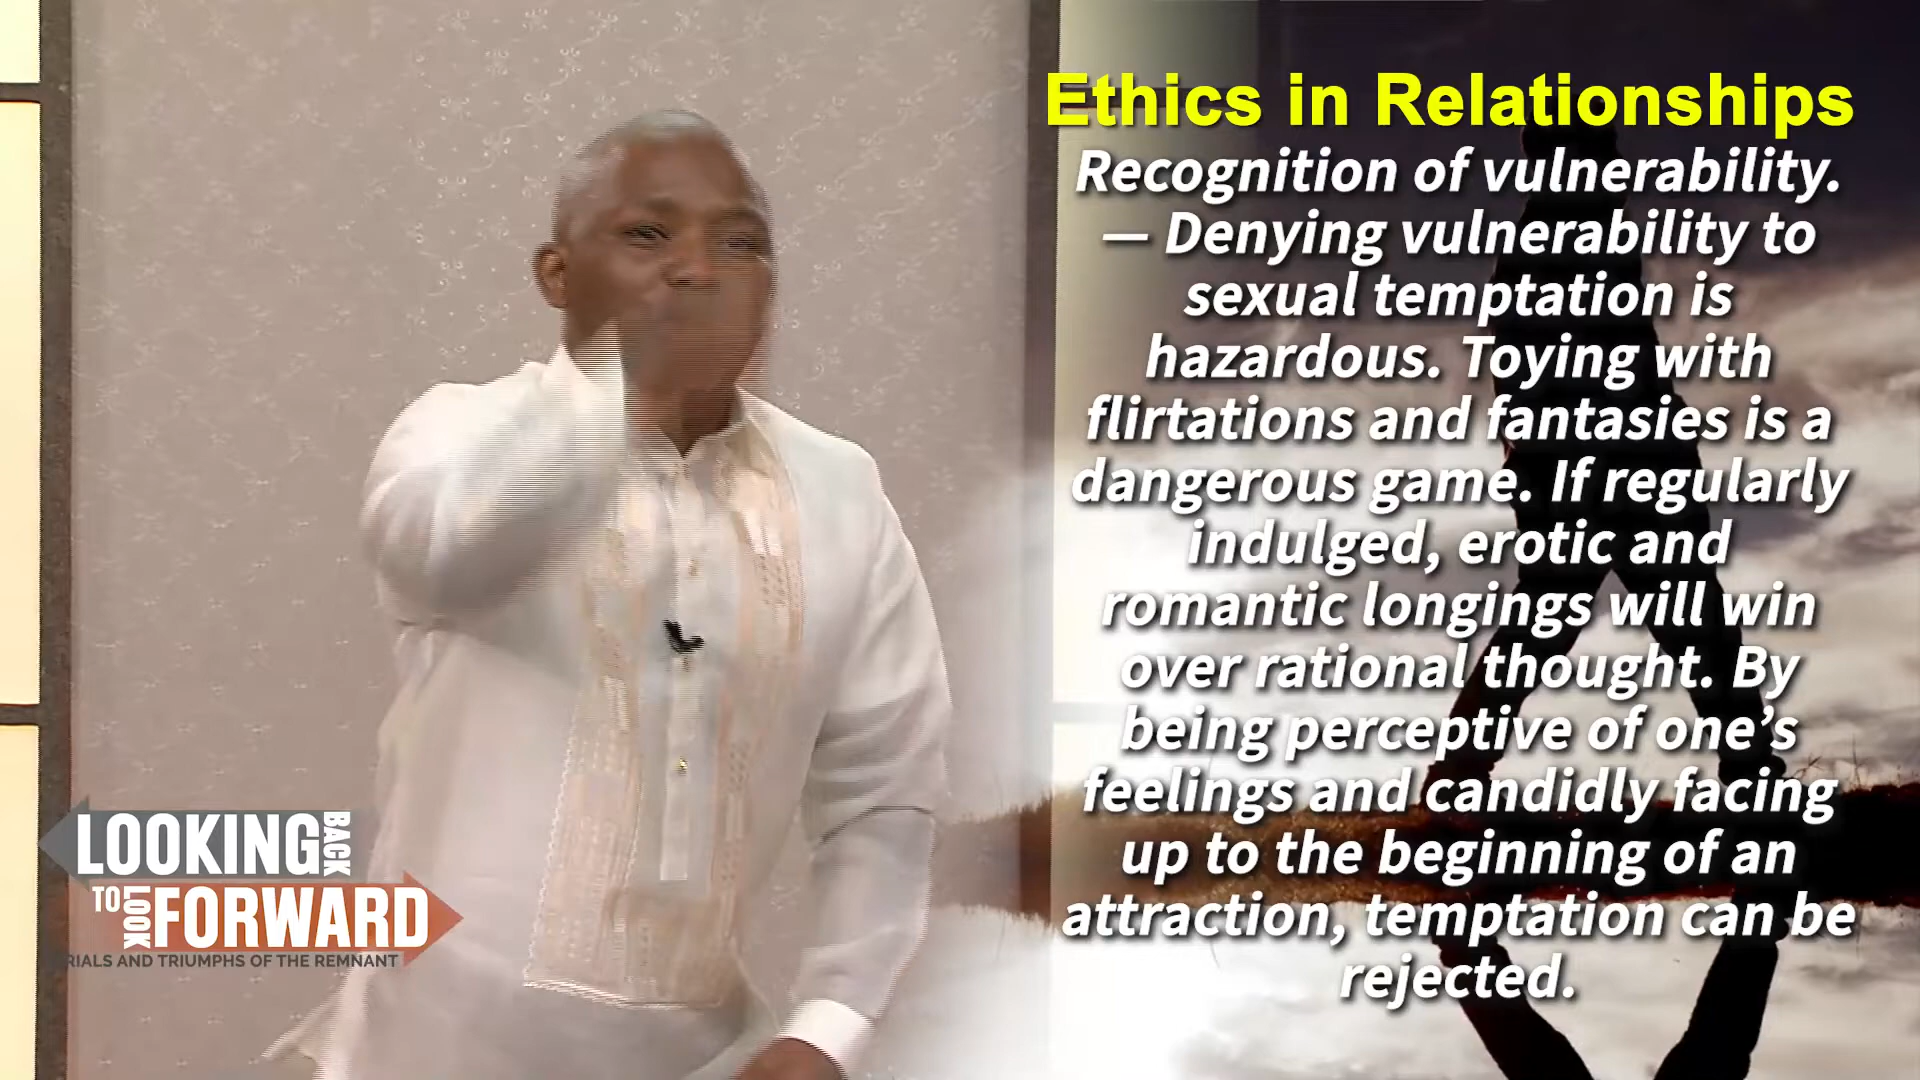 Ethics in Relationships
Recognition of vulnerability.
— Denying vulnerability to
sexual temptation is
hazardous. Toying with
flirtations and fantasies is a
dangerous game. If regularly
indulged, erotic and
romantic longings will win
over rational thought. By
being perceptive of one’s
feelings and candidly facing
up to the beginning of an
attraction, temptation can be
rejected.
LOOKING BACK
TO LOOK FORWARD
RIALS AND TRIUMPHS OF THE REMNANT